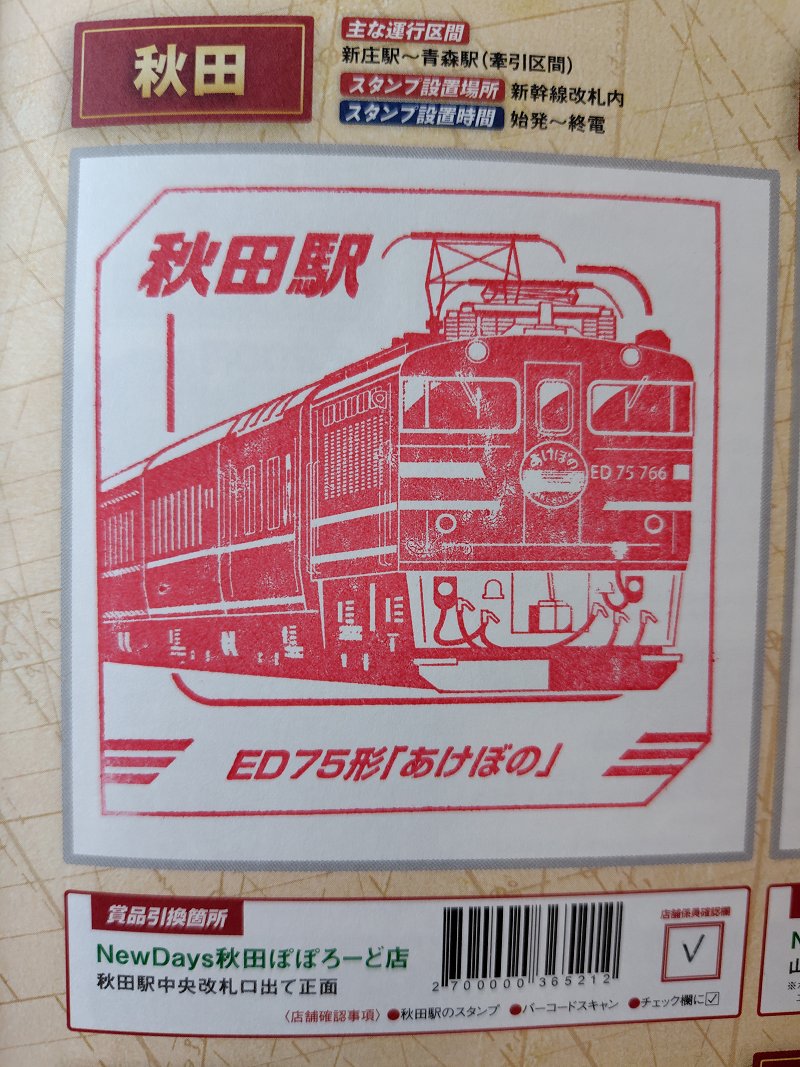 秋田
主な運行区間
新庄駅～青森駅(牽引区間)
スタンプ設置場所 新幹線改札内
スタンプ設置時間 始発～終電
秋田駅
あけぼの
ED 75 766
ED75形「あけぼの」
賞品引換箇所
NewDays秋田ぽぽろーど店
秋田駅中央改札口出て正面
2 700000 365212
店舗係員確認欄
〈店舗確認事項〉 ●秋田駅のスタンプ ●バーコードスキャン ●チェック欄に☑